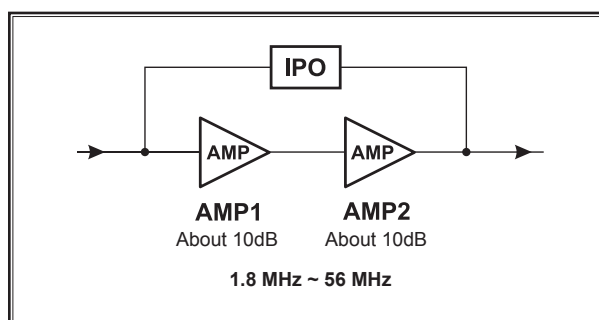 IPO
AMP AMP
AMP1 AMP2
About 10dB About 10dB
1.8 MHz ~ 56 MHz